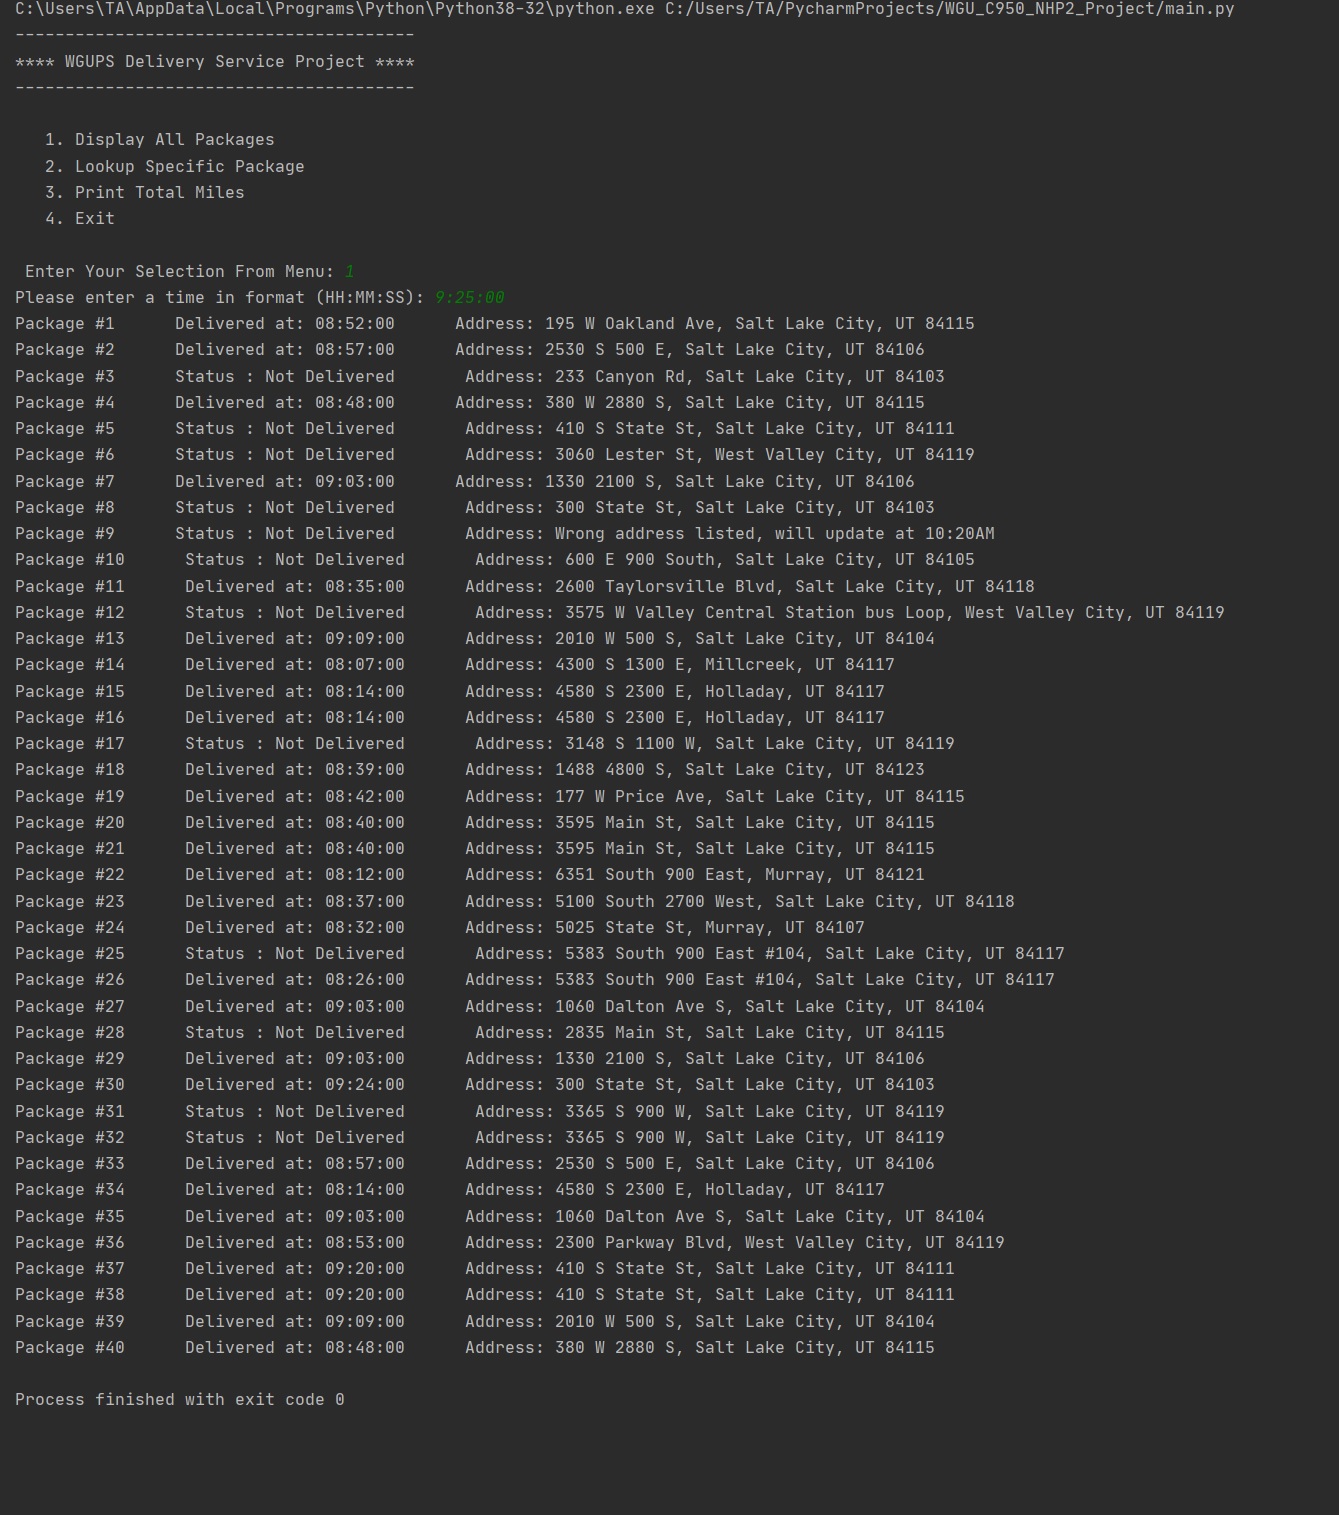 C:\Users\TA\AppData\Local\Programs\Python\Python38-32\python.exe C:/Users/TA/PycharmProjects/WGU_C950_NHP2_Project/main.py
----------------------------------------
**** WGUPS Delivery Service Project ****
----------------------------------------
1. Display All Packages
2. Lookup Specific Package
3. Print Total Miles
4. Exit
Enter Your Selection From Menu: 1
Please enter a time in format (HH:MM:SS): 9:25:00
Package #1 Delivered at: 08:52:00 Address: 195 W Oakland Ave, Salt Lake City, UT 84115
Package #2 Delivered at: 08:57:00 Address: 2530 S 500 E, Salt Lake City, UT 84106
Package #3 Status : Not Delivered Address: 233 Canyon Rd, Salt Lake City, UT 84103
Package #4 Delivered at: 08:48:00 Address: 380 W 2880 S, Salt Lake City, UT 84115
Package #5 Status : Not Delivered Address: 410 S State St, Salt Lake City, UT 84111
Package #6 Status : Not Delivered Address: 3060 Lester St, West Valley City, UT 84119
Package #7 Delivered at: 09:03:00 Address: 1330 2100 S, Salt Lake City, UT 84106
Package #8 Status : Not Delivered Address: 300 State St, Salt Lake City, UT 84103
Package #9 Status : Not Delivered Address: Wrong address listed, will update at 10:20AM
Package #10 Status : Not Delivered Address: 600 E 900 South, Salt Lake City, UT 84105
Package #11 Delivered at: 08:35:00 Address: 2600 Taylorsville Blvd, Salt Lake City, UT 84118
Package #12 Status : Not Delivered Address: 3575 W Valley Central Station bus Loop, West Valley City, UT 84119
Package #13 Delivered at: 09:09:00 Address: 2010 W 500 S, Salt Lake City, UT 84104
Package #14 Delivered at: 08:07:00 Address: 4300 S 1300 E, Millcreek, UT 84117
Package #15 Delivered at: 08:14:00 Address: 4580 S 2300 E, Holladay, UT 84117
Package #16 Delivered at: 08:14:00 Address: 4580 S 2300 E, Holladay, UT 84117
Package #17 Status : Not Delivered Address: 3148 S 1100 W, Salt Lake City, UT 84119
Package #18 Delivered at: 08:39:00 Address: 1488 4800 S, Salt Lake City, UT 84123
Package #19 Delivered at: 08:42:00 Address: 177 W Price Ave, Salt Lake City, UT 84115
Package #20 Delivered at: 08:40:00 Address: 3595 Main St, Salt Lake City, UT 84115
Package #21 Delivered at: 08:40:00 Address: 3595 Main St, Salt Lake City, UT 84115
Package #22 Delivered at: 08:12:00 Address: 6351 South 900 East, Murray, UT 84121
Package #23 Delivered at: 08:37:00 Address: 5100 South 2700 West, Salt Lake City, UT 84118
Package #24 Delivered at: 08:32:00 Address: 5025 State St, Murray, UT 84107
Package #25 Status : Not Delivered Address: 5383 South 900 East #104, Salt Lake City, UT 84117
Package #26 Delivered at: 08:26:00 Address: 5383 South 900 East #104, Salt Lake City, UT 84117
Package #27 Delivered at: 09:03:00 Address: 1060 Dalton Ave S, Salt Lake City, UT 84104
Package #28 Status : Not Delivered Address: 2835 Main St, Salt Lake City, UT 84115
Package #29 Delivered at: 09:03:00 Address: 1330 2100 S, Salt Lake City, UT 84106
Package #30 Delivered at: 09:24:00 Address: 300 State St, Salt Lake City, UT 84103
Package #31 Status : Not Delivered Address: 3365 S 900 W, Salt Lake City, UT 84119
Package #32 Status : Not Delivered Address: 3365 S 900 W, Salt Lake City, UT 84119
Package #33 Delivered at: 08:57:00 Address: 2530 S 500 E, Salt Lake City, UT 84106
Package #34 Delivered at: 08:14:00 Address: 4580 S 2300 E, Holladay, UT 84117
Package #35 Delivered at: 09:03:00 Address: 1060 Dalton Ave S, Salt Lake City, UT 84104
Package #36 Delivered at: 08:53:00 Address: 2300 Parkway Blvd, West Valley City, UT 84119
Package #37 Delivered at: 09:20:00 Address: 410 S State St, Salt Lake City, UT 84111
Package #38 Delivered at: 09:20:00 Address: 410 S State St, Salt Lake City, UT 84111
Package #39 Delivered at: 09:09:00 Address: 2010 W 500 S, Salt Lake City, UT 84104
Package #40 Delivered at: 08:48:00 Address: 380 W 2880 S, Salt Lake City, UT 84115
Process finished with exit code 0